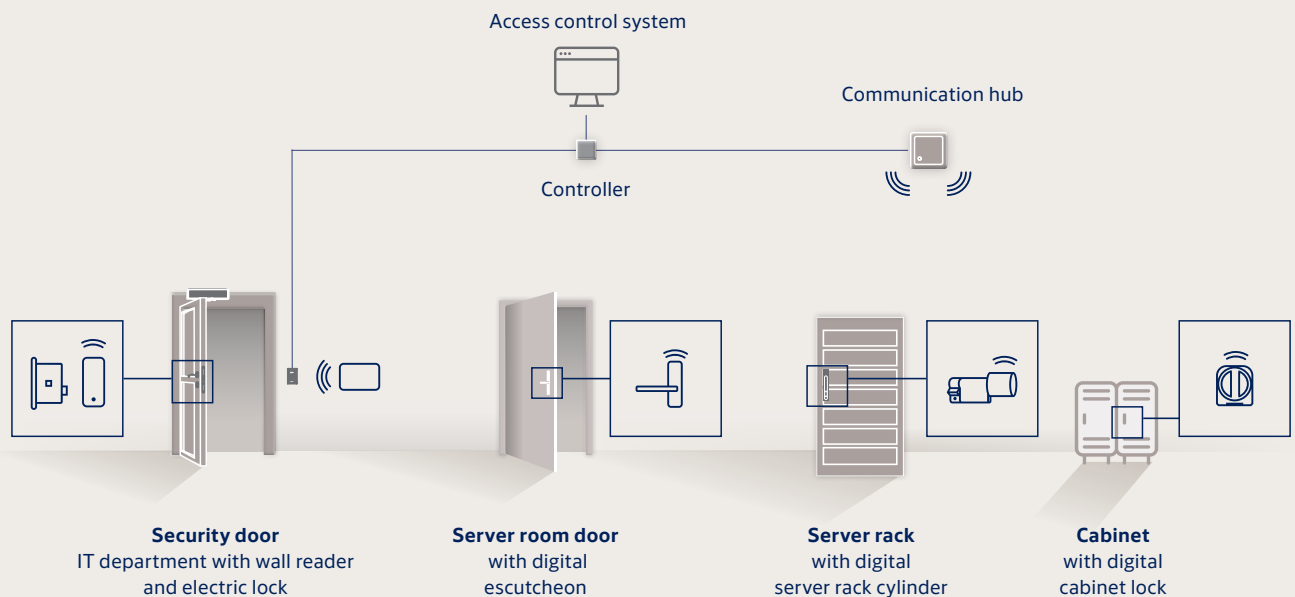 Access control system
Communication hub
Controller
Security door
IT department with wall reader
and electric lock
Server room door
with digital
escutcheon
Server rack
with digital
server rack cylinder
Cabinet
with digital
cabinet lock